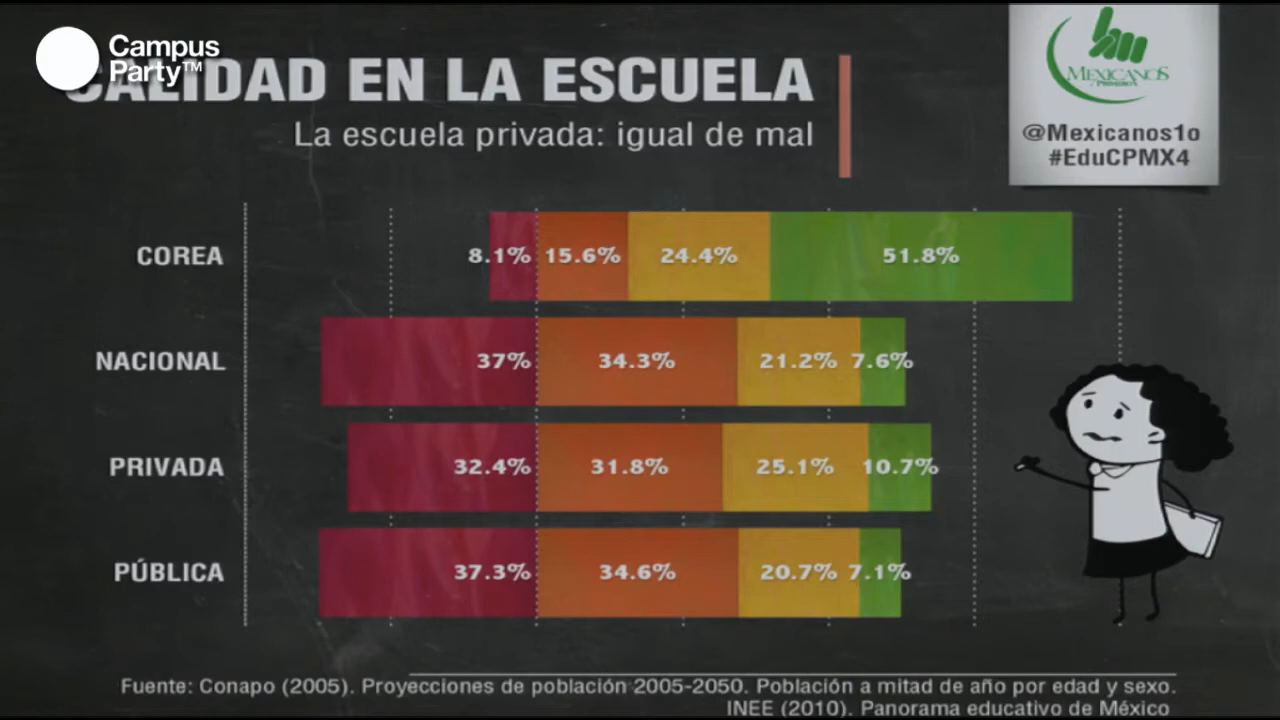 Campus
Party™
CALIDAD EN LA ESCUELA
La escuela privada: igual de mal
MEXICANOS
PRIMERO
@Mexicanos1o
#EduCPMX4
COREA
8.1% 15.6% 24.4% 51.8%
NACIONAL
37% 34.3% 21.2% 7.6%
PRIVADA
32.4% 31.8% 25.1% 10.7%
PÚBLICA
37.3% 34.6% 20.7% 7.1%
Fuente: Conapo (2005). Proyecciones de población 2005-2050. Población a mitad de año por edad y sexo.
INEE (2010). Panorama educativo de México